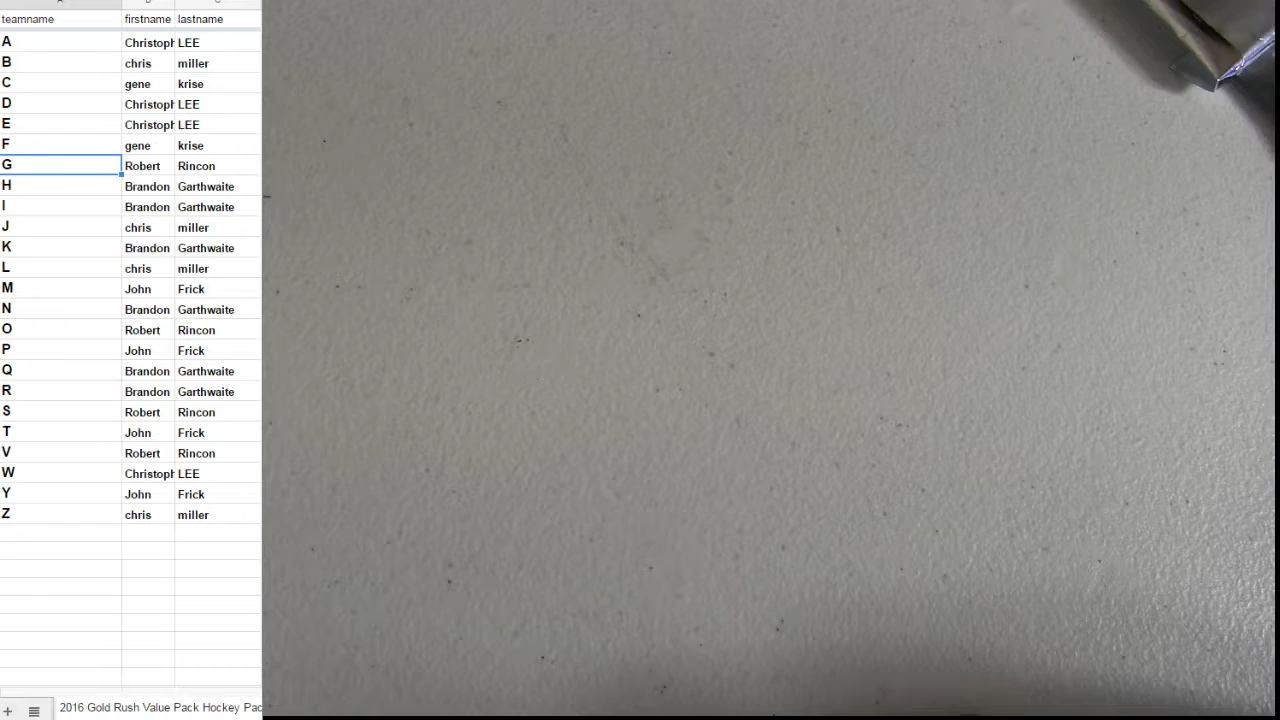 teamname firstname lastname
A Christoph LEE
B chris miller
C gene krise
D Christoph LEE
E Christoph LEE
F gene krise
G Robert Rincon
H Brandon Garthwaite
I Brandon Garthwaite
J chris miller
K Brandon Garthwaite
L chris miller
M John Frick
N Brandon Garthwaite
O Robert Rincon
P John Frick
Q Brandon Garthwaite
R Brandon Garthwaite
S Robert Rincon
T John Frick
V Robert Rincon
W Christoph LEE
Y John Frick
Z chris miller
2016 Gold Rush Value Pack Hockey Pac